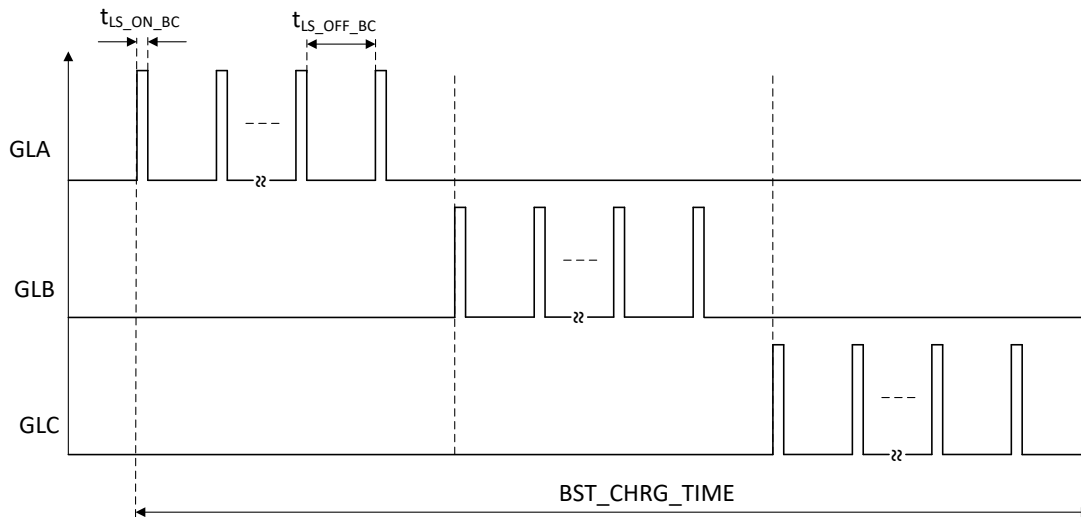 tLS_ON_BC
tLS_OFF_BC
GLA
GLB
GLC
BST_CHRG_TIME